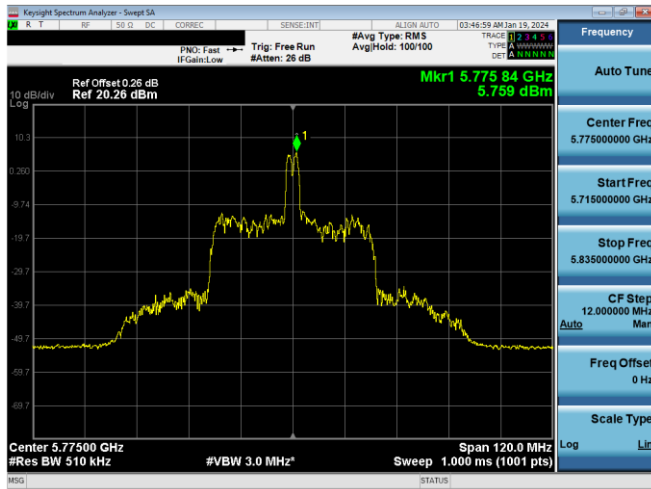 Keysight Spectrum Analyzer - Swept SA
R T RF 50 Ω DC CORREC SENSE:INT ALIGN AUTO 03:46:59 AM Jan 19, 2024
PNO: Fast
IFGain:Low
Trig: Free Run
#Atten: 26 dB
#Avg Type: RMS
Avg|Hold: 100/100
TRACE 1 2 3 4 5 6
TYPE A WWWWW
DET A N N N N N
Ref Offset 0.26 dB
Ref 20.26 dBm
10 dB/div
Log
Mkr1 5.775 84 GHz
5.759 dBm
1
10.3
0.260
-9.74
-19.7
-29.7
-39.7
-49.7
-59.7
-69.7
Center 5.77500 GHz
#Res BW 510 kHz
#VBW 3.0 MHz*
Span 120.0 MHz
Sweep 1.000 ms (1001 pts)
MSG STATUS
Frequency
Auto Tune
Center Freq
5.775000000 GHz
Start Freq
5.715000000 GHz
Stop Freq
5.835000000 GHz
CF Step
12.000000 MHz
Auto Man
Freq Offset
0 Hz
Scale Type
Log Lin